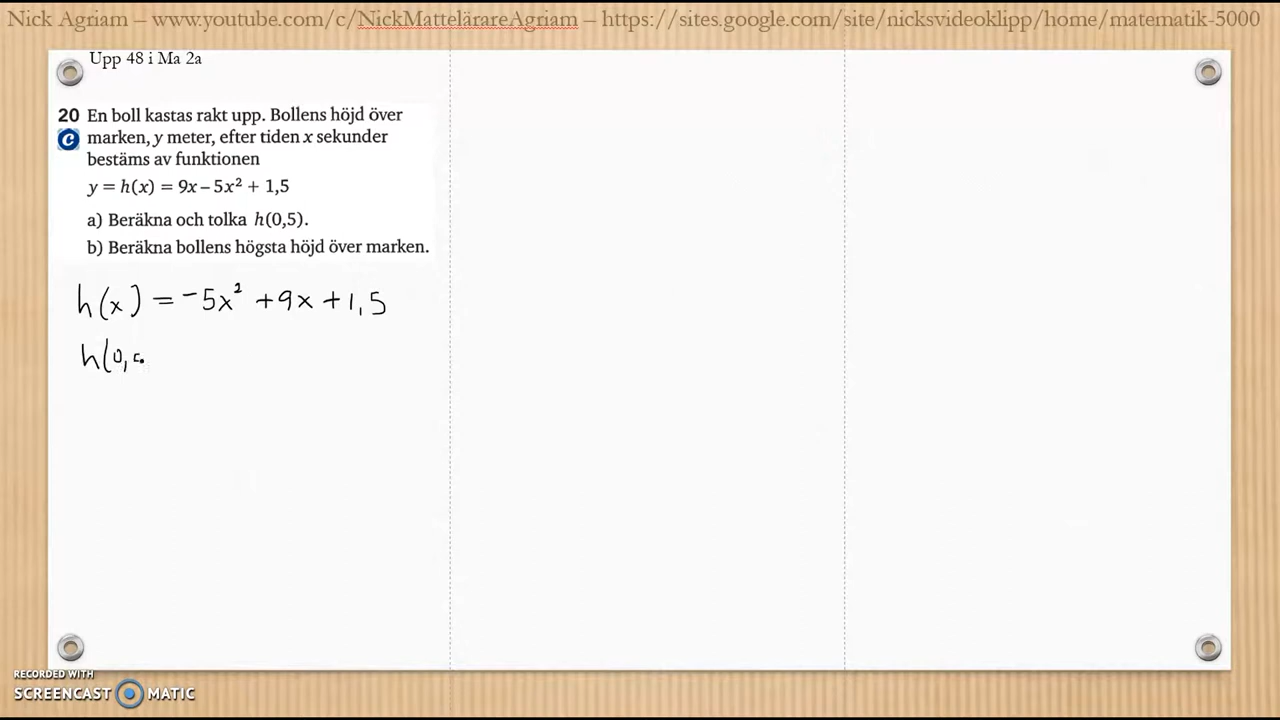 Nick Agriam – www.youtube.com/c/NickMattelärareAgriam – https://sites.google.com/site/nicksvideoklipp/home/matematik-5000
Upp 48 i Ma 2a
20 En boll kastas rakt upp. Bollens höjd över
C marken, y meter, efter tiden x sekunder
bestäms av funktionen
y = h(x) = 9x – 5x² + 1,5
a) Beräkna och tolka h(0,5).
b) Beräkna bollens högsta höjd över marken.
h(x) = -5x² + 9x + 1,5
h(0,
RECORDED WITH
SCREENCAST MATIC